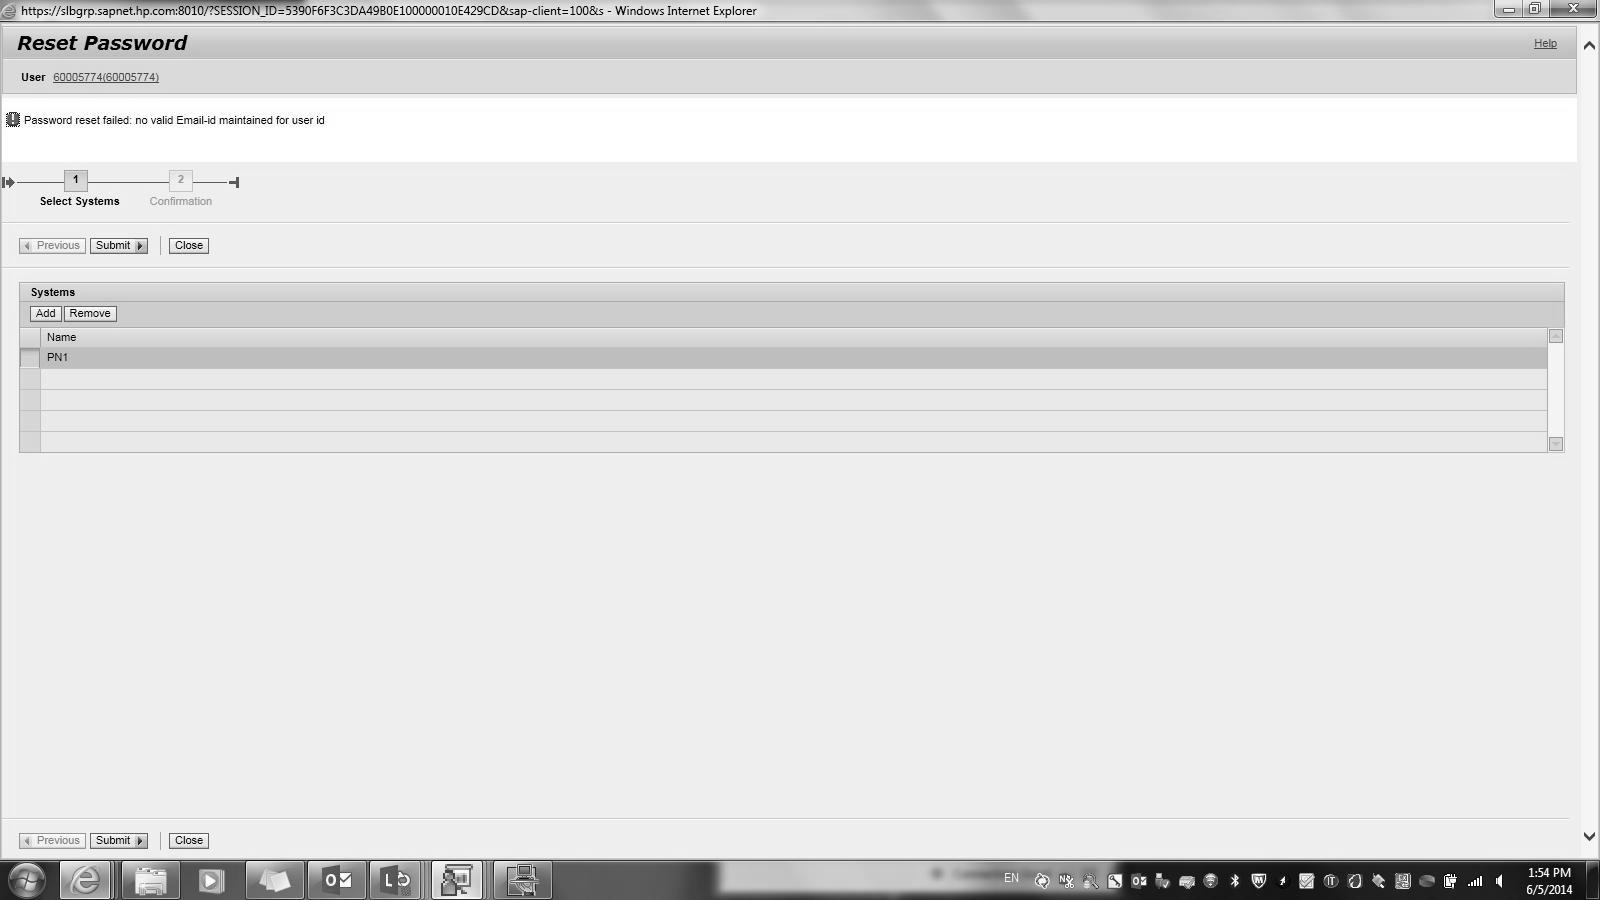 https://slbgrp.sapnet.hp.com:8010/?SESSION_ID=5390F6F3C3DA49B0E100000010E429CD&sap-client=100&s - Windows Internet Explorer
Reset Password
Help
User 60005774(60005774)
Password reset failed: no valid Email-id maintained for user id
1 2
Select Systems Confirmation
Previous Submit Close
Systems
Add Remove
Name
PN1
Previous Submit Close
EN
1:54 PM
6/5/2014